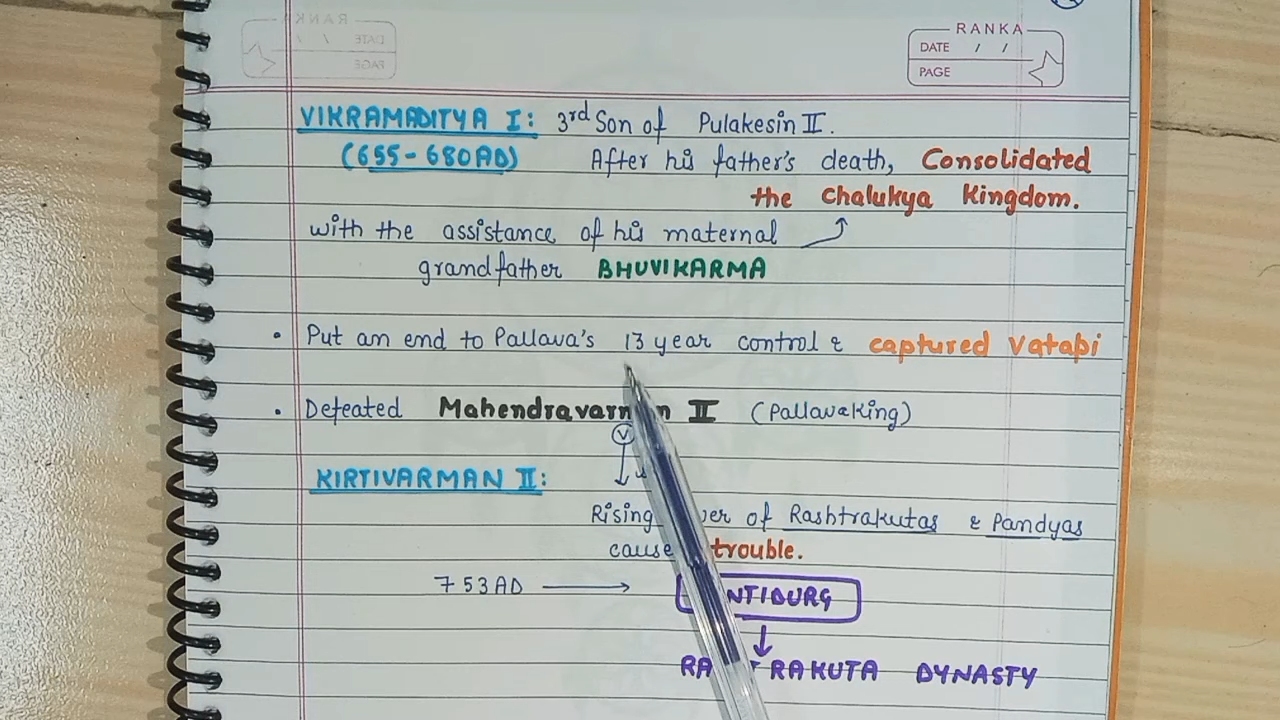 RANKA
DATE / /
PAGE
VIKRAMADITYA I: 3rd Son of Pulakesin II.
(655-680AD) After his father's death, Consolidated
the Chalukya Kingdom.
with the assistance of his maternal
grandfather BHUVIKARMA
• Put an end to Pallava's 13 year control & captured Vatapi
• Defeated II (Pallava King)
V
KIRTIVARMAN II:
Rising of Rashtrakutas & Pandyas
trouble.
753AD
DYNASTY